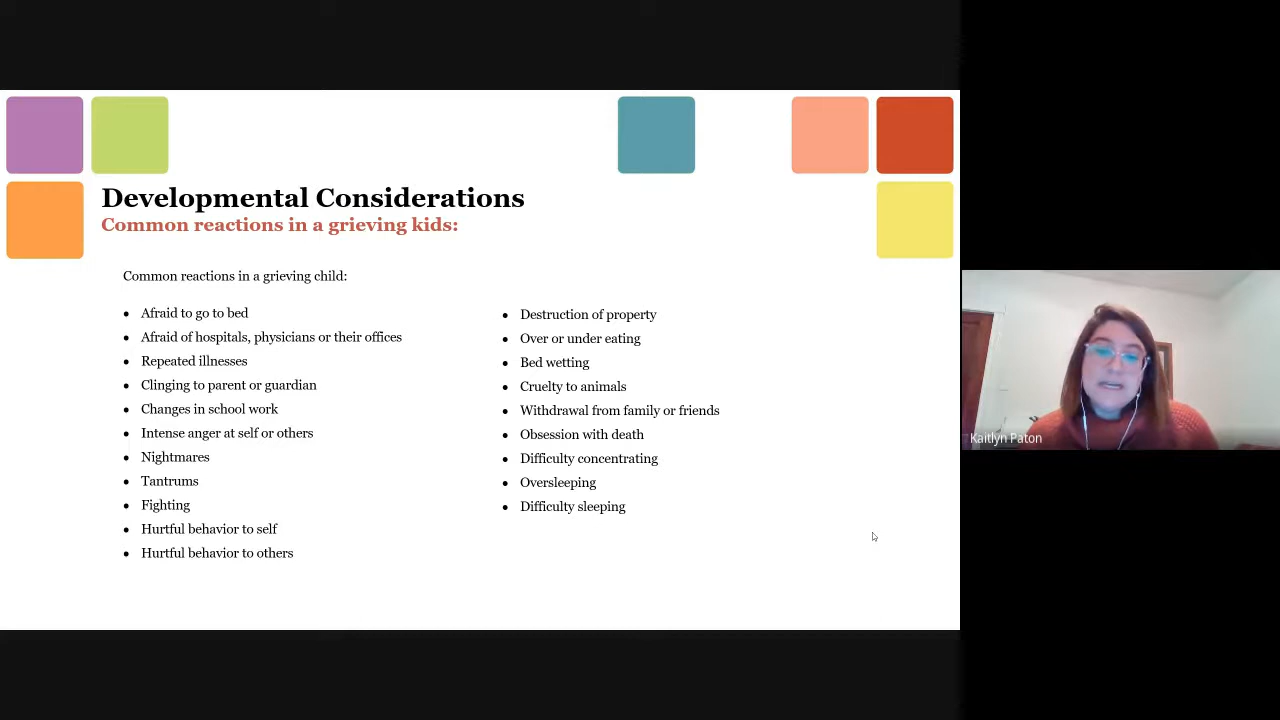 Developmental Considerations
Common reactions in a grieving kids:
Common reactions in a grieving child:
• Afraid to go to bed
• Afraid of hospitals, physicians or their offices
• Repeated illnesses
• Clinging to parent or guardian
• Changes in school work
• Intense anger at self or others
• Nightmares
• Tantrums
• Fighting
• Hurtful behavior to self
• Hurtful behavior to others
• Destruction of property
• Over or under eating
• Bed wetting
• Cruelty to animals
• Withdrawal from family or friends
• Obsession with death
• Difficulty concentrating
• Oversleeping
• Difficulty sleeping
Kaitlyn Paton